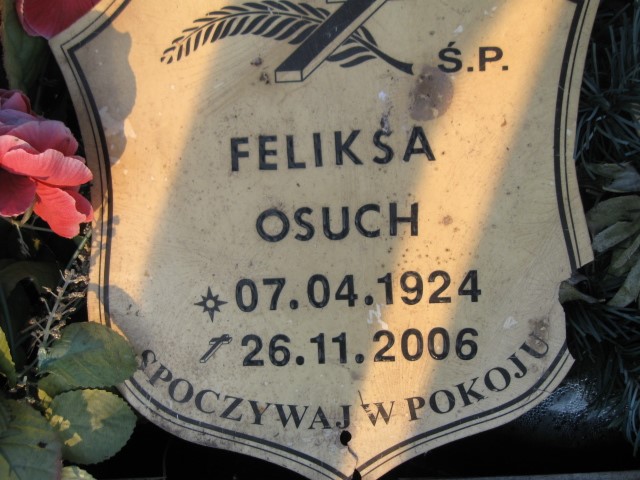 Ś.P.
FELIKSA
OSUCH
07.04.1924
26.11.2006
SPOCZYWAJ W POKOJU